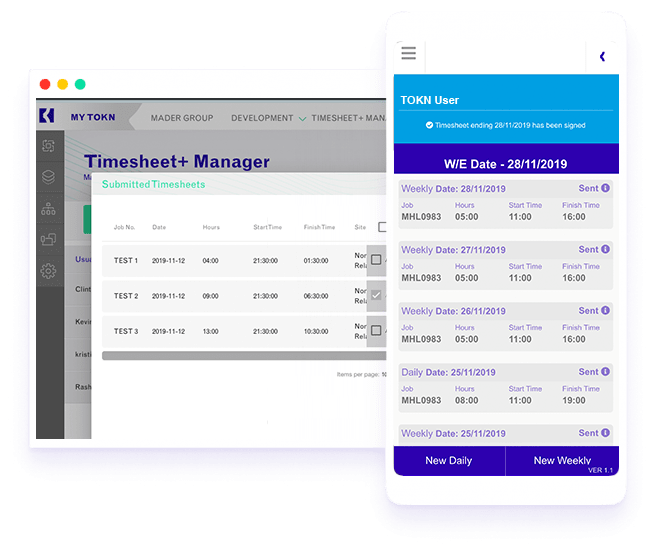 MY TOKN
MADER GROUP
DEVELOPMENT
TIMESHEET+ MAN
Timesheet+ Manager
Submitted Timesheets
Job No. Date Hours Start Time Finish Time Site
TEST 1 2019-11-12 04:00 21:30:00 01:30:00
TEST 2 2019-11-12 09:00 21:30:00 06:30:00
TEST 3 2019-11-12 13:00 21:30:00 10:30:00
Items per page: 10
TOKN User
Timesheet ending 28/11/2019 has been signed
W/E Date - 28/11/2019
Weekly Date: 28/11/2019 Sent
Job Hours Start Time Finish Time
MHL0983 05:00 11:00 16:00
Weekly Date: 27/11/2019 Sent
Job Hours Start Time Finish Time
MHL0983 05:00 11:00 16:00
Weekly Date: 26/11/2019 Sent
Job Hours Start Time Finish Time
MHL0983 05:00 11:00 16:00
Daily Date: 25/11/2019 Sent
Job Hours Start Time Finish Time
MHL0983 08:00 11:00 19:00
Weekly Date: 25/11/2019 Sent
New Daily
New Weekly
VER 1.1